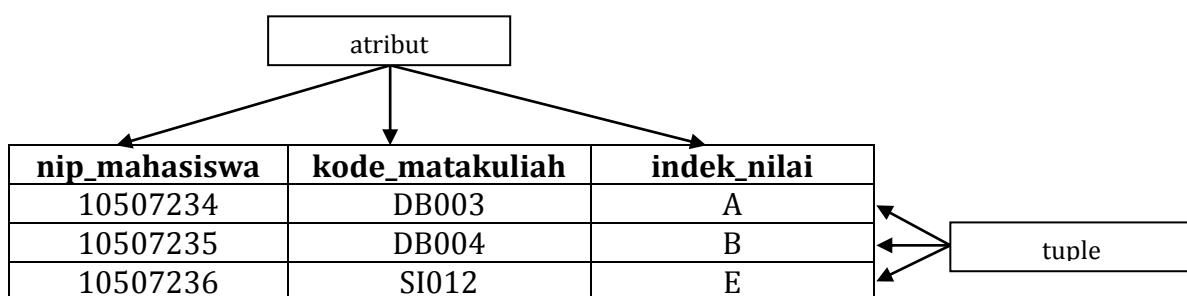 atribut
nip_mahasiswa kode_matakuliah indek_nilai
10507234 DB003 A
10507235 DB004 B
tuple
10507236 SI012 E